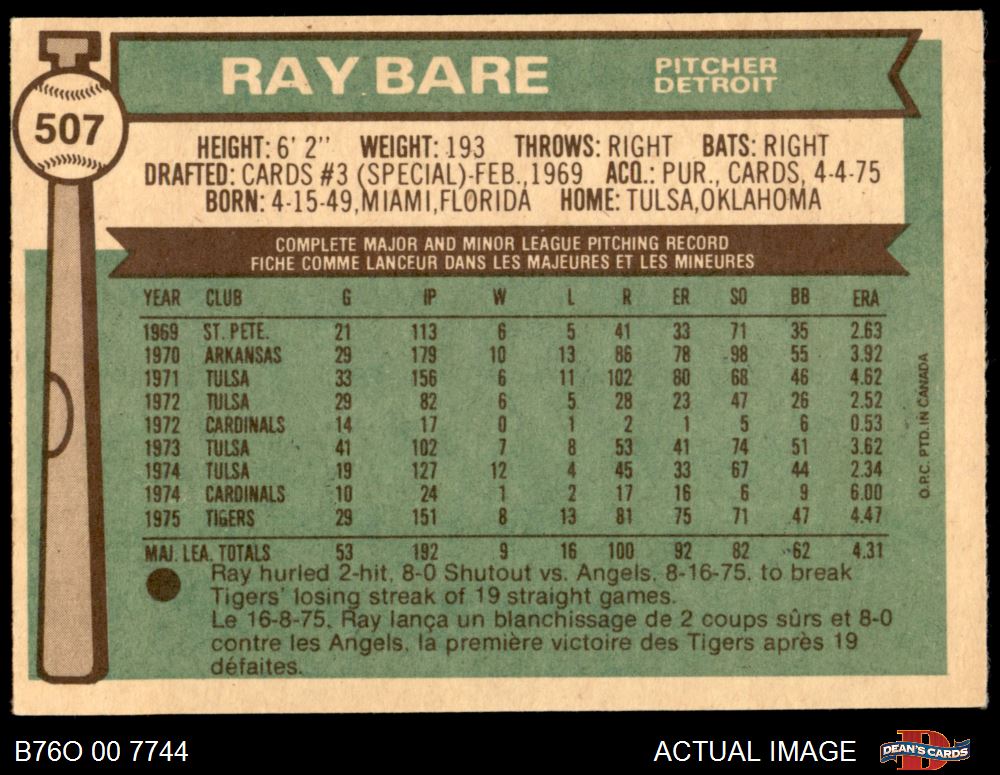 RAY BARE
PITCHER
DETROIT
507
HEIGHT: 6' 2" WEIGHT: 193 THROWS: RIGHT BATS: RIGHT
DRAFTED: CARDS #3 (SPECIAL)-FEB.,1969 ACQ.: PUR., CARDS, 4-4-75
BORN: 4-15-49,MIAMI,FLORIDA HOME: TULSA,OKLAHOMA
COMPLETE MAJOR AND MINOR LEAGUE PITCHING RECORD
FICHE COMME LANCEUR DANS LES MAJEURES ET LES MINEURES
YEAR CLUB G IP W L R ER SO BB ERA
1969 ST. PETE. 21 113 6 5 41 33 71 35 2.63
1970 ARKANSAS 29 179 10 13 86 78 98 55 3.92
1971 TULSA 33 156 6 11 102 80 68 46 4.62
1972 TULSA 29 82 6 5 28 23 47 26 2.52
1972 CARDINALS 14 17 0 1 2 1 5 6 0.53
1973 TULSA 41 102 7 8 53 41 74 51 3.62
1974 TULSA 19 127 12 4 45 33 67 44 2.34
1974 CARDINALS 10 24 1 2 17 16 6 9 6.00
1975 TIGERS 29 151 8 13 81 75 71 47 4.47
MAJ. LEA. TOTALS 53 192 9 16 100 92 82 62 4.31
Ray hurled 2-hit, 8-0 Shutout vs. Angels, 8-16-75, to break
Tigers' losing streak of 19 straight games.
Le 16-8-75, Ray lança un blanchissage de 2 coups sûrs et 8-0
contre les Angels, la première victoire des Tigers après 19
défaites.
O.P.C. PTD. IN CANADA
B76O 00 7744
ACTUAL IMAGE
DEAN'S CARDS